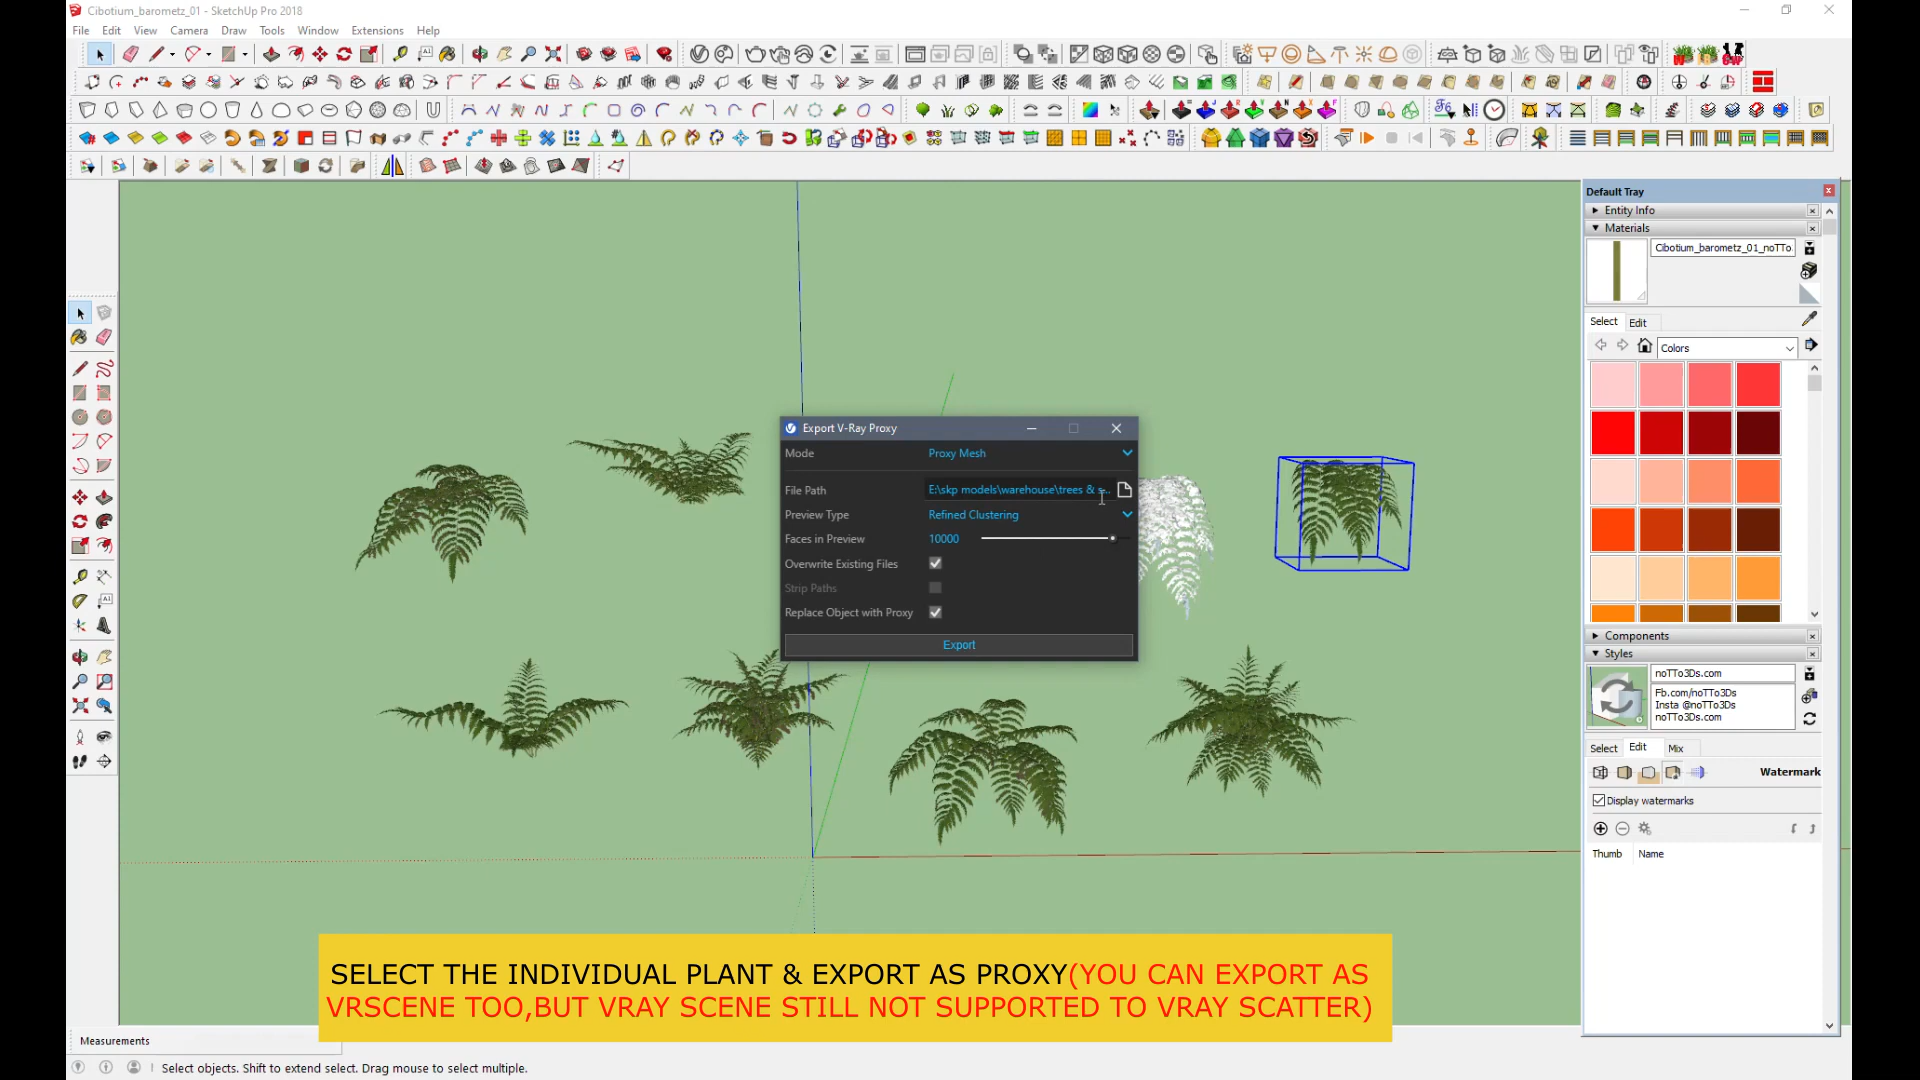 Cibotium_barometz_01 - SketchUp Pro 2018
File Edit View Camera Draw Tools Window Extensions Help
Default Tray
Entity Info
Materials
Cibotium_barometz_01_noTTo
Select Edit
Colors
Export V-Ray Proxy
Mode Proxy Mesh
File Path E:\skp models\warehouse\trees &
Preview Type Refined Clustering
Faces in Preview 10000
Overwrite Existing Files
Strip Paths
Replace Object with Proxy
Export
Components
Styles
noTTo3Ds.com
Fb.com/noTTo3Ds
Insta @noTTo3Ds
noTTo3Ds.com
Select Edit Mix
Watermark
Display watermarks
Thumb Name
SELECT THE INDIVIDUAL PLANT & EXPORT AS PROXY(YOU CAN EXPORT AS
VRSCENE TOO,BUT VRAY SCENE STILL NOT SUPPORTED TO VRAY SCATTER)
Measurements
Select objects. Shift to extend select. Drag mouse to select multiple.